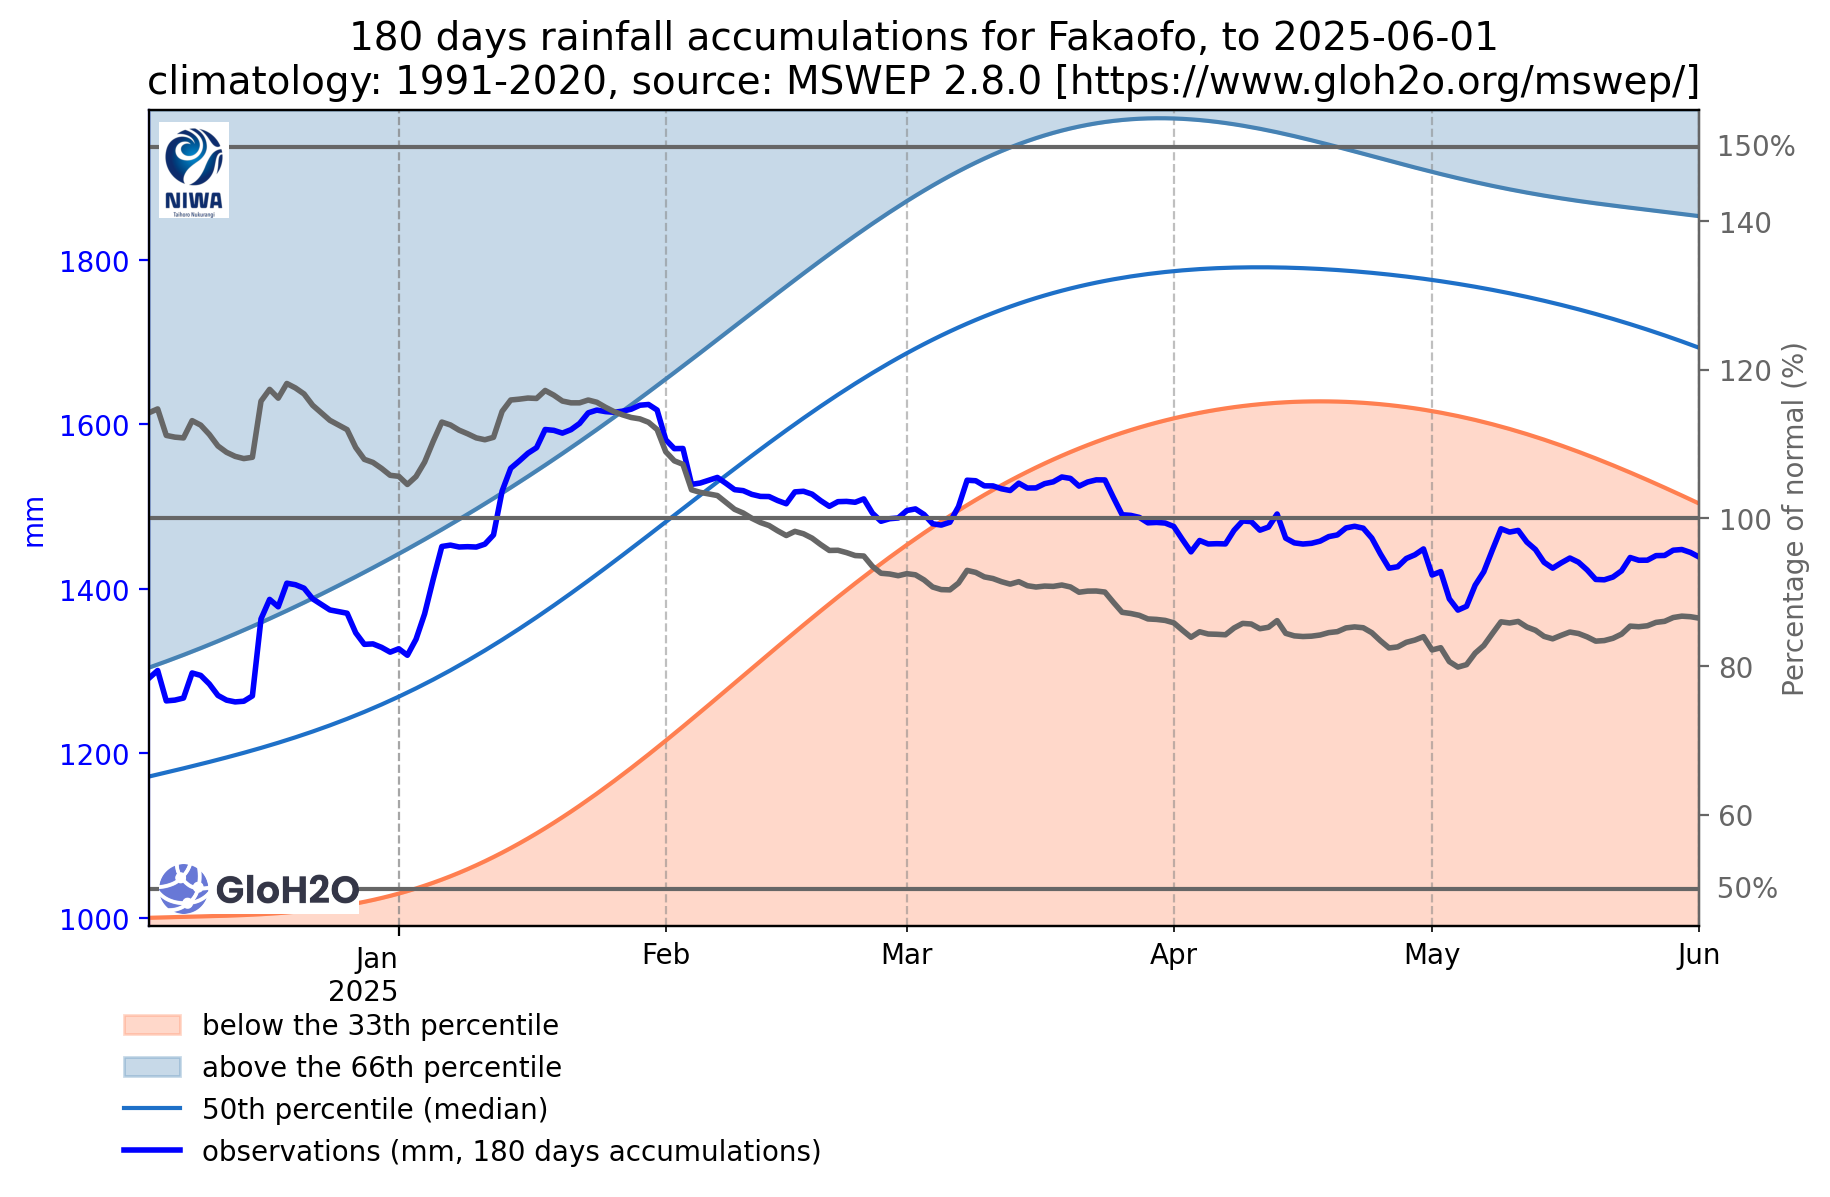 180 days rainfall accumulations for Fakaofo, to 2025-06-01
climatology: 1991-2020, source: MSWEP 2.8.0 [https://www.gloh2o.org/mswep/]
NIWA
Taihoro Nukurangi
150%
140
1800
120
1600
mm
100
Percentage of normal (%)
1400
80
1200
60
GloH2O
50%
1000
Jan
2025
Feb
Mar
Apr
May
Jun
below the 33th percentile
above the 66th percentile
50th percentile (median)
observations (mm, 180 days accumulations)